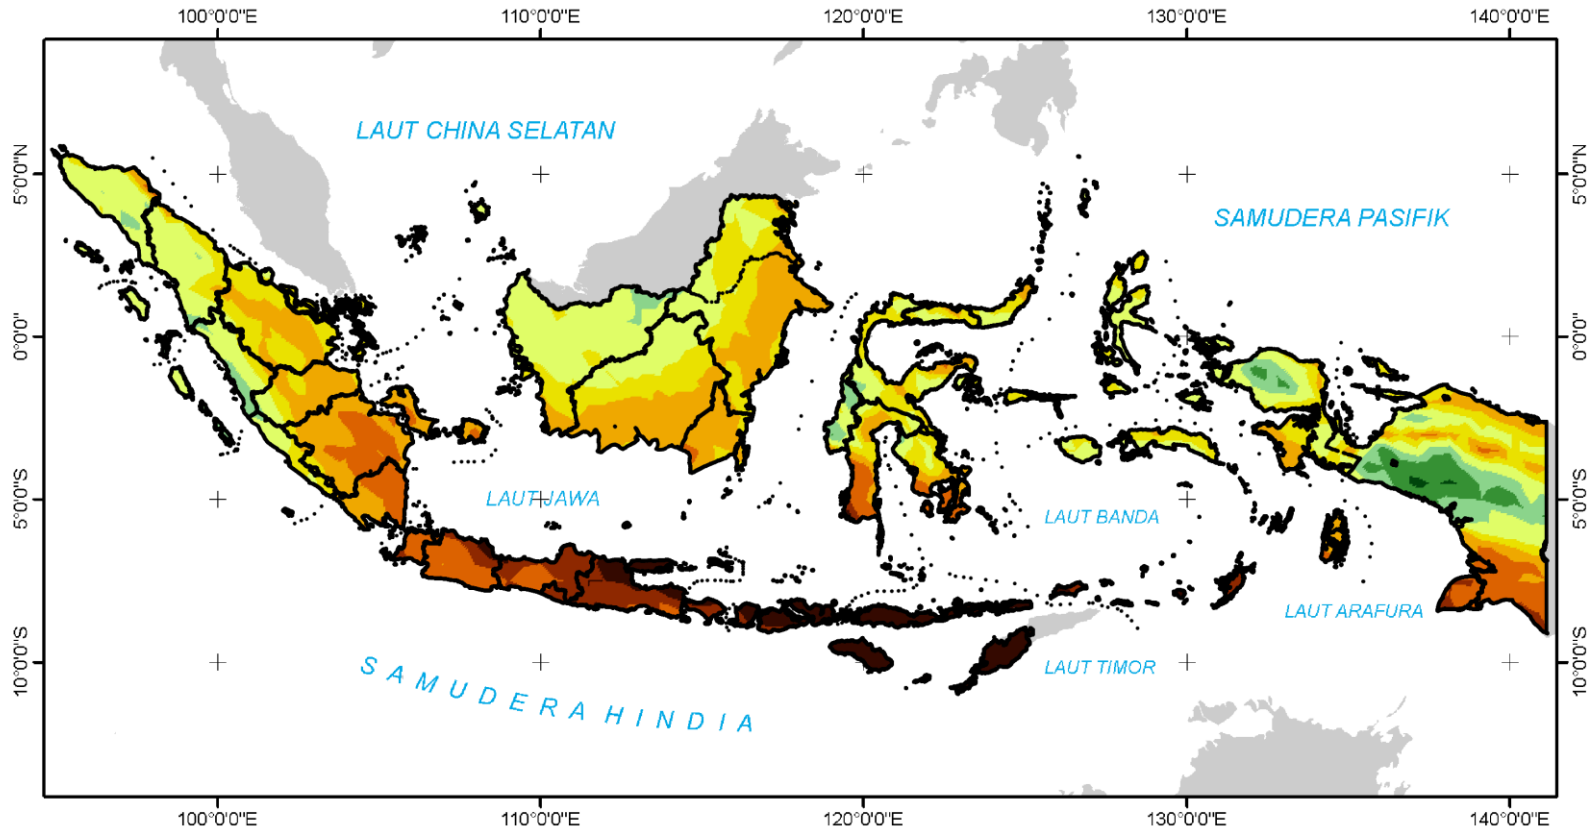 100°0'0"E 110°0'0"E 120°0'0"E 130°0'0"E 140°0'0"E
LAUT CHINA SELATAN
5°0'0"N 5°0'0"N
SAMUDERA PASIFIK
0°0'0" 0°0'0"
5°0'0"S LAUT JAWA 5°0'0"S
LAUT BANDA
LAUT ARAFURA
10°0'0"S LAUT TIMOR 10°0'0"S
SAMUDERA HINDIA
100°0'0"E 110°0'0"E 120°0'0"E 130°0'0"E 140°0'0"E